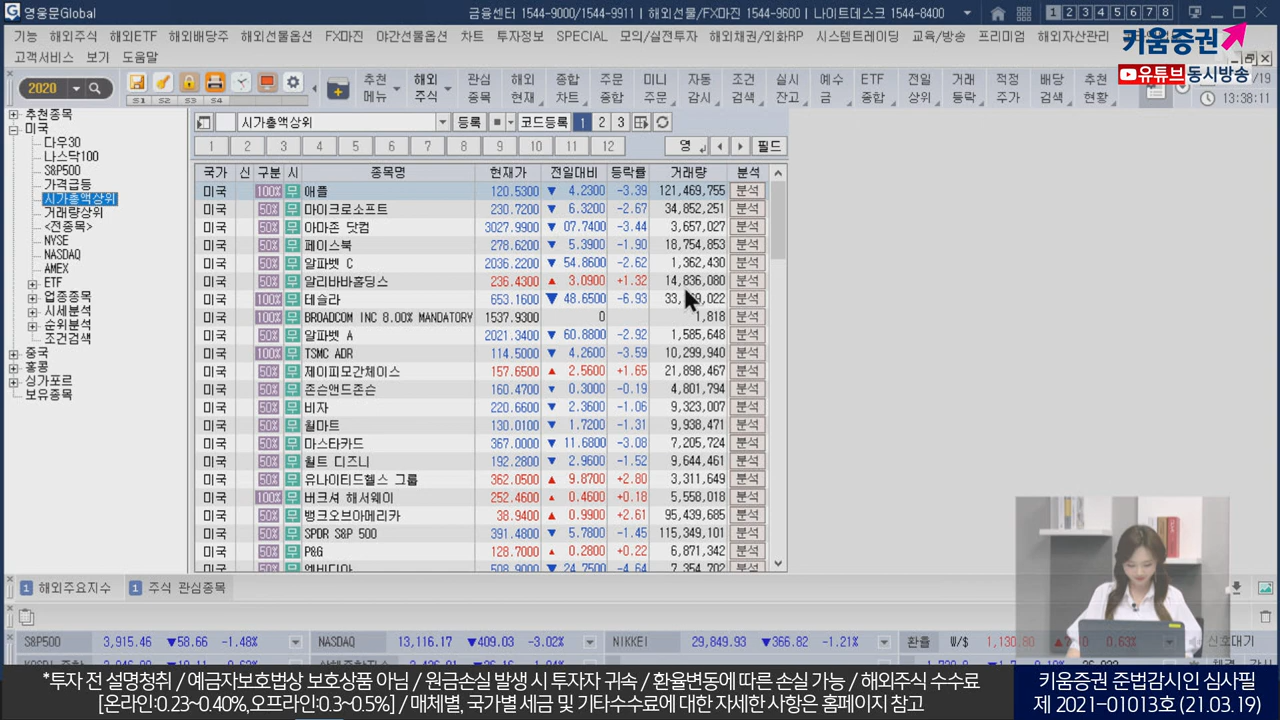 영웅문Global
금융센터 1544-9000/1544-9911 | 해외선물/FX마진 1544-9600 | 나이트데스크 1544-8400
1 2 3 4 5 6 7 8
기능 해외주식 해외ETF 해외배당주 해외선물옵션 FX마진 야간선물옵션 차트 투자정보 SPECIAL 모의/실전투자 해외채권/외화RP 시스템트레이딩 교육/방송 프리미엄 해외자산관리
키움증권
고객서비스 보기 도움말
유튜브동시방송
2020
S1 S2 S3 S4
추천 메뉴 해외 주 관심 종목 해외 현재 종합 차트 주문 종합 미니 주문 자동 감시 조건 검색 실시 잔고 예수 금 ETF 종합 전일 상위 거래 등락 적정 주가 배당 검색 추천 현황
13:38:11
추천종목
미국
다우30
나스닥100
S&P500
가격급등
시가총액상위
거래량상위
<전종목>
NYSE
NASDAQ
AMEX
ETF
업종종목
시세분석
순위분석
조건검색
중국
홍콩
싱가포르
보유종목
시가총액상위 등록 코드등록 1 2 3
1 2 3 4 5 6 7 8 9 10 11 12 영 필드
국가 신 구분 시 종목명 현재가 전일대비 등락률 거래량 분석
미국 100% 무 애플 120.5300 ▼ 4.2300 -3.39 121,469,755 분석
미국 50% 무 마이크로소프트 230.7200 ▼ 6.3200 -2.67 34,852,251 분석
미국 50% 무 아마존 닷컴 3027.9900 ▼ 07.7400 -3.44 3,657,027 분석
미국 50% 무 페이스북 278.6200 ▼ 5.3900 -1.90 18,754,853 분석
미국 50% 무 알파벳 C 2036.2200 ▼ 54.8600 -2.62 1,362,430 분석
미국 50% 무 알리바바홀딩스 236.4300 ▲ 3.0900 +1.32 14,836,080 분석
미국 100% 무 테슬라 653.1600 ▼ 48.6500 -6.93 분석
미국 100% 무 BROADCOM INC 8.00% MANDATORY 1537.9300 0 1,818 분석
미국 50% 무 알파벳 A 2021.3400 ▼ 60.8800 -2.92 1,585,648 분석
미국 100% 무 TSMC ADR 114.5000 ▼ 4.2600 -3.59 10,299,940 분석
미국 50% 무 제이피모간체이스 157.6500 ▲ 2.5600 +1.65 21,898,467 분석
미국 50% 무 존슨앤드존슨 160.4700 ▼ 0.3000 -0.19 4,801,794 분석
미국 50% 무 비자 220.6600 ▼ 2.3600 -1.06 9,323,007 분석
미국 50% 무 월마트 130.0100 ▼ 1.7200 -1.31 9,938,471 분석
미국 50% 무 마스타카드 367.0000 ▼ 11.6800 -3.08 7,205,724 분석
미국 50% 무 월트 디즈니 192.2800 ▼ 2.9600 -1.52 9,644,461 분석
미국 50% 무 유나이티드헬스 그룹 362.0500 ▲ 9.8700 +2.80 3,311,649 분석
미국 100% 무 버크셔 해서웨이 252.4600 ▲ 0.4600 +0.18 5,558,018 분석
미국 50% 무 뱅크오브아메리카 38.9400 ▲ 0.9900 +2.61 95,439,685 분석
미국 50% 무 SPDR S&P 500 391.4800 ▼ 5.7800 -1.45 115,349,101 분석
미국 50% 무 P&G 128.7000 ▲ 0.2800 +0.22 6,871,342 분석
미국 50% 무 엔비디아 508.9000 ▼ 24.7500 -4.64 7,354,702 분석
1 해외주요지수 1 주식 관심종목
S&P500 3,915.46 ▼58.66 -1.48% NASDAQ 13,116.17 ▼409.03 -3.02% NIKKEI 29,849.93 ▼366.82 -1.21% 환율 W/$ 1,130.80 0.63% 신호대기
*투자 전 설명청취 / 예금자보호법상 보호상품 아님 / 원금손실 발생 시 투자자 귀속 / 환율변동에 따른 손실 가능 / 해외주식 수수료
[온라인:0.23~0.40%,오프라인:0.3~0.5%] / 매체별, 국가별 세금 및 기타수수료에 대한 자세한 사항은 홈페이지 참고
키움증권 준법감시인 심사필
제 2021-01013호 (21.03.19)